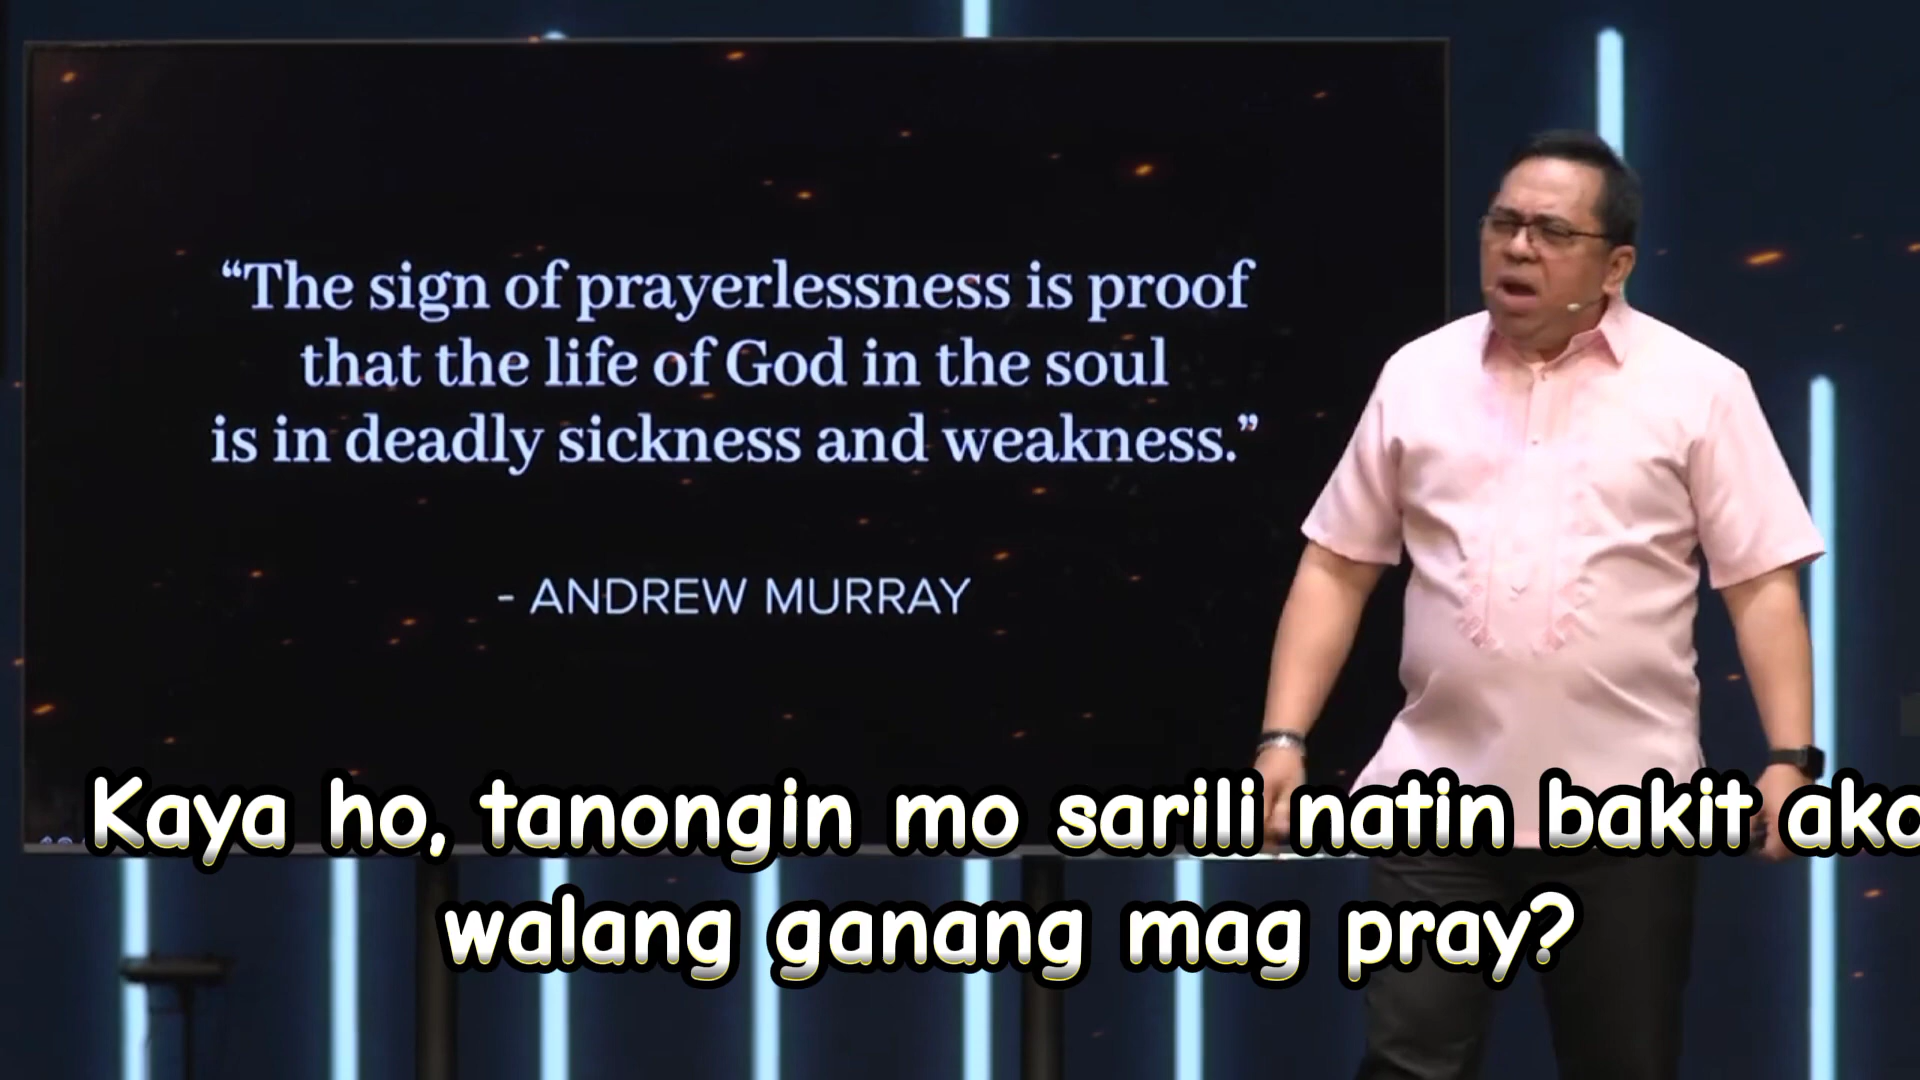 “The sign of prayerlessness is proof
that the life of God in the soul
is in deadly sickness and weakness.”
- ANDREW MURRAY
Kaya ho, tanongin mo sarili natin bakit ako
walang ganang mag pray?